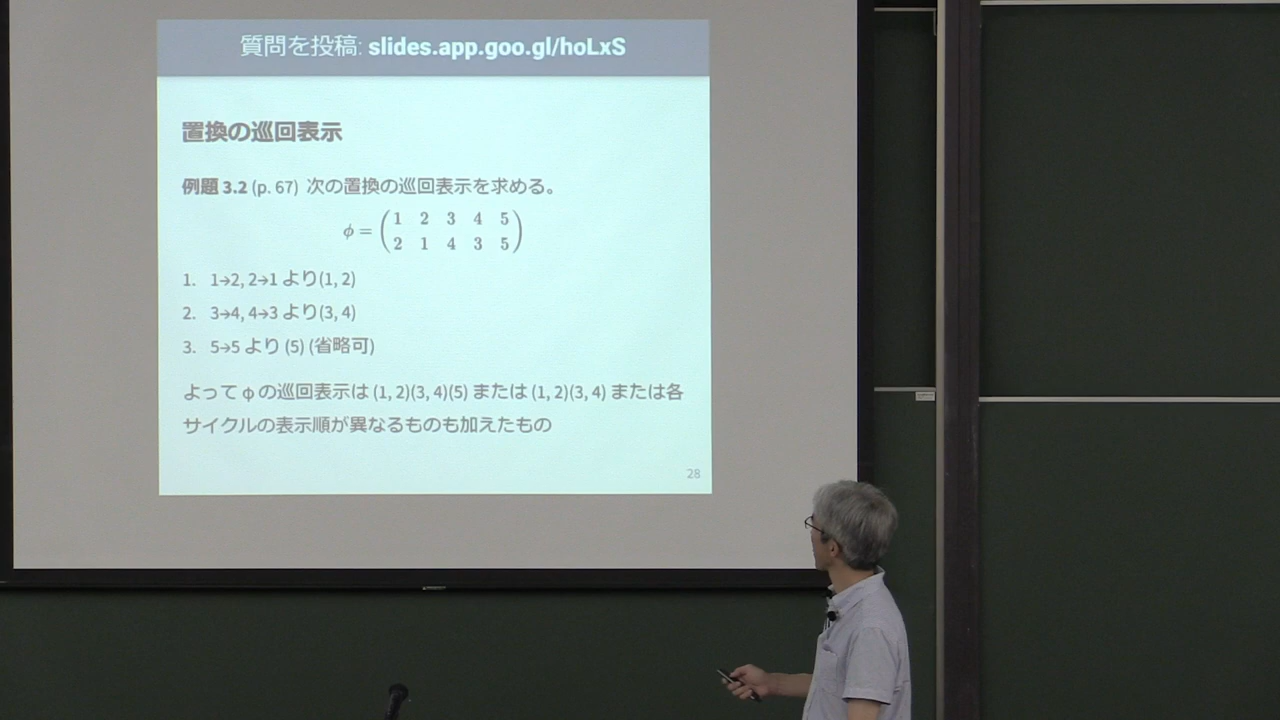 質問を投稿: slides.app.goo.gl/hoLxS
置換の巡回表示
例題 3.2 (p. 67) 次の置換の巡回表示を求める。
ϕ = (1 2 3 4 5
2 1 4 3 5)
1. 1→2, 2→1 より(1, 2)
2. 3→4, 4→3 より(3, 4)
3. 5→5 より (5) (省略可)
よって ϕ の巡回表示は (1, 2)(3, 4)(5) または (1, 2)(3, 4) または各
サイクルの表示順が異なるものも加えたもの
28